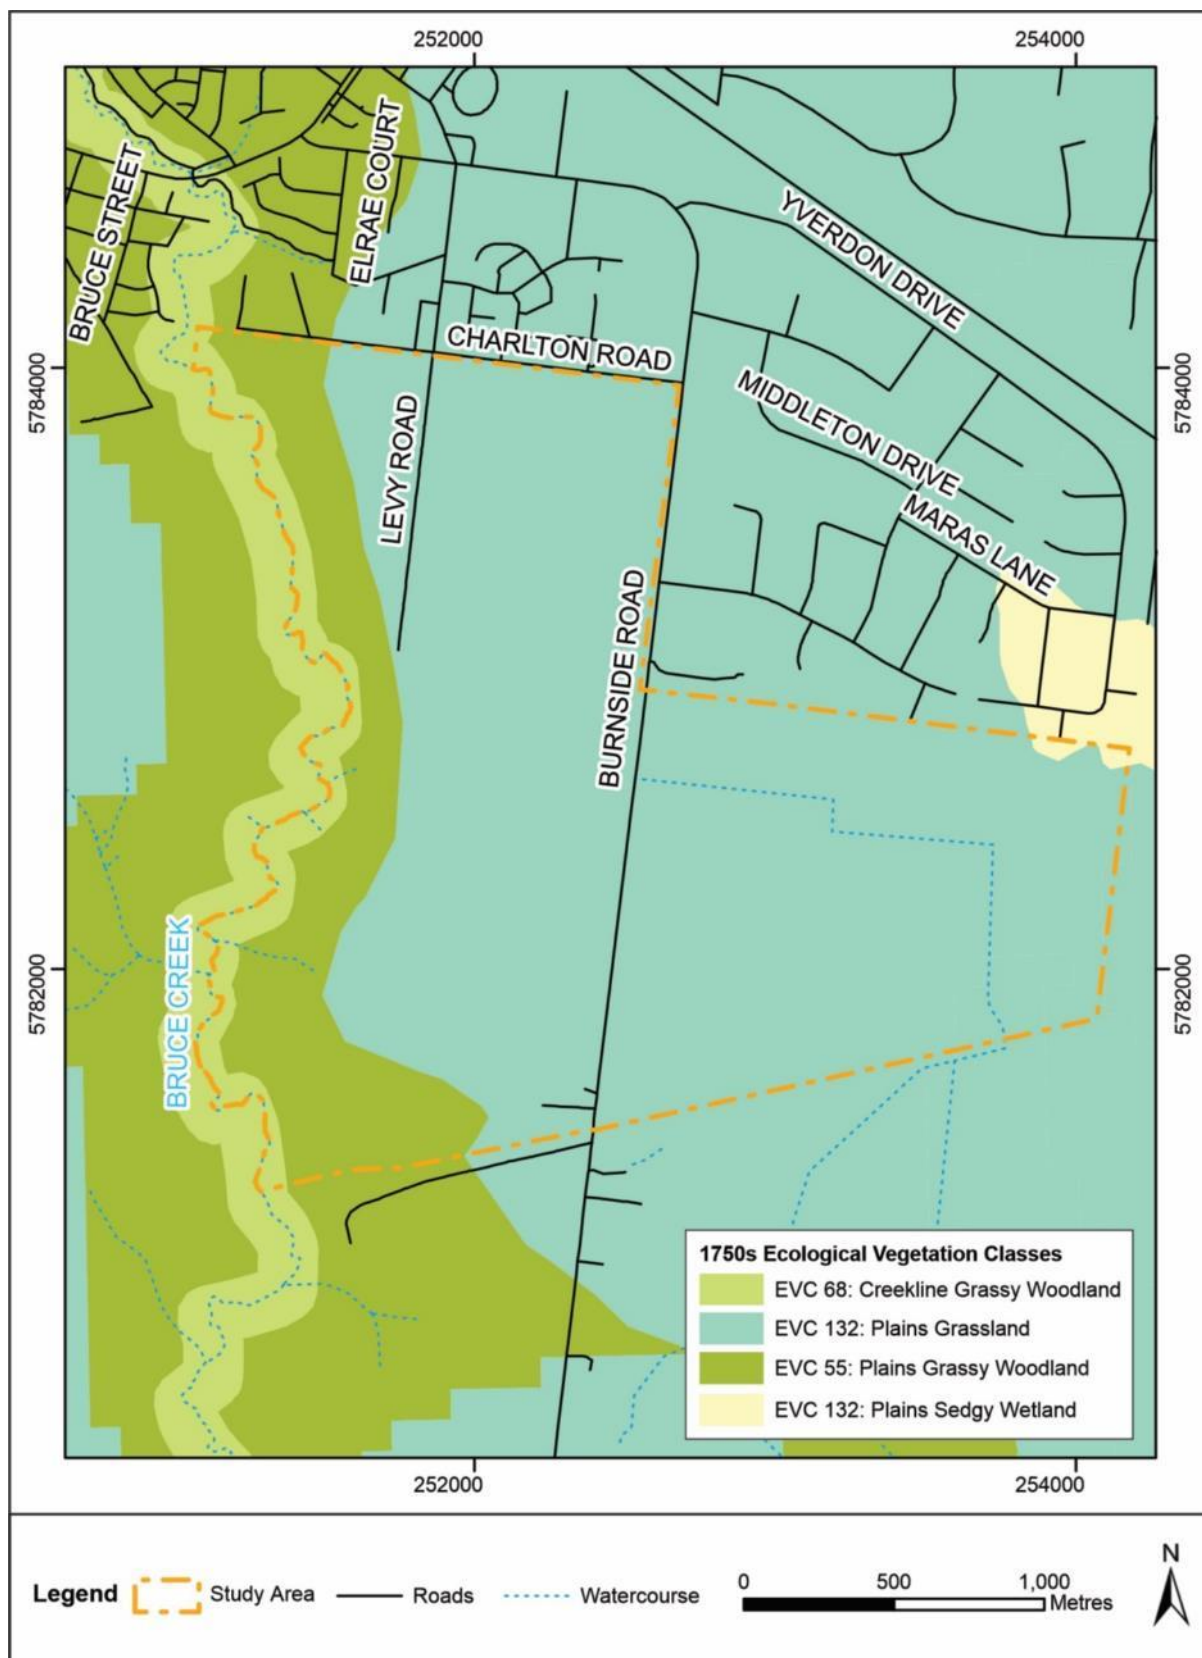 252000
254000
BRUCE STREET
ELRAE COURT
YVERDON DRIVE
CHARLTON ROAD
5784000
5784000
MIDDLETON DRIVE
LEVY ROAD
MARAS LANE
BURNSIDE ROAD
BRUCE CREEK
5782000
5782000
1750s Ecological Vegetation Classes
EVC 68: Creekline Grassy Woodland
EVC 132: Plains Grassland
EVC 55: Plains Grassy Woodland
EVC 132: Plains Sedgy Wetland
252000
254000
Legend
Study Area
Roads
Watercourse
0 500 1,000
Metres
N